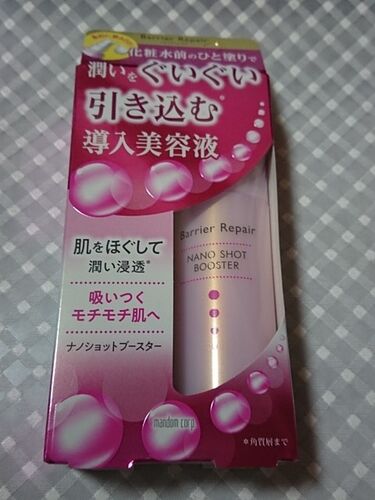 Barrier Repair
化粧水前のひと塗りで
潤いをぐいぐい
引き込む*
導入美容液
肌をほぐして
潤い浸透*
吸いつく
モチモチ肌へ
ナノショットブースター
Barrier Repair
NANO SHOT
BOOSTER
mandom corp
*角質層まで